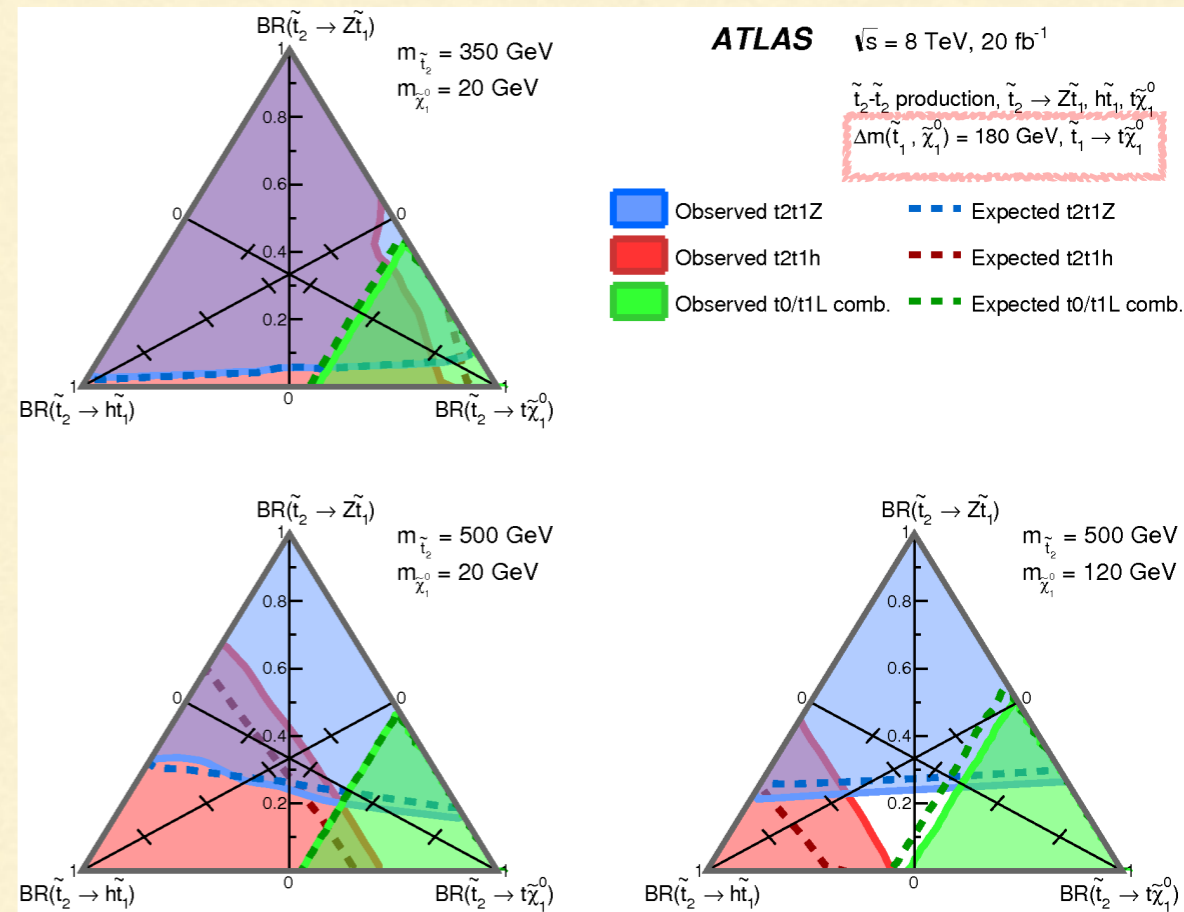 BR(t̃₂ → Zt̃₁)
m_t̃₂ = 350 GeV
m_χ̃₁⁰ = 20 GeV
1
0.8
0.6
0.4
0.2
0
0
1
0
1
BR(t̃₂ → ht̃₁)
BR(t̃₂ → tχ̃₁⁰)
ATLAS √s = 8 TeV, 20 fb⁻¹
t̃₂-t̃₂ production, t̃₂ → Zt̃₁, ht̃₁, tχ̃₁⁰
Δm(t̃₁, χ̃₁⁰) = 180 GeV, t̃₁ → tχ̃₁⁰
Observed t2t1Z
Expected t2t1Z
Observed t2t1h
Expected t2t1h
Observed t0/t1L comb.
Expected t0/t1L comb.
BR(t̃₂ → Zt̃₁)
m_t̃₂ = 500 GeV
m_χ̃₁⁰ = 20 GeV
1
0.8
0.6
0.4
0.2
0
0
1
0
1
BR(t̃₂ → ht̃₁)
BR(t̃₂ → tχ̃₁⁰)
BR(t̃₂ → Zt̃₁)
m_t̃₂ = 500 GeV
m_χ̃₁⁰ = 120 GeV
1
0.8
0.6
0.4
0.2
0
0
1
0
1
BR(t̃₂ → ht̃₁)
BR(t̃₂ → tχ̃₁⁰)